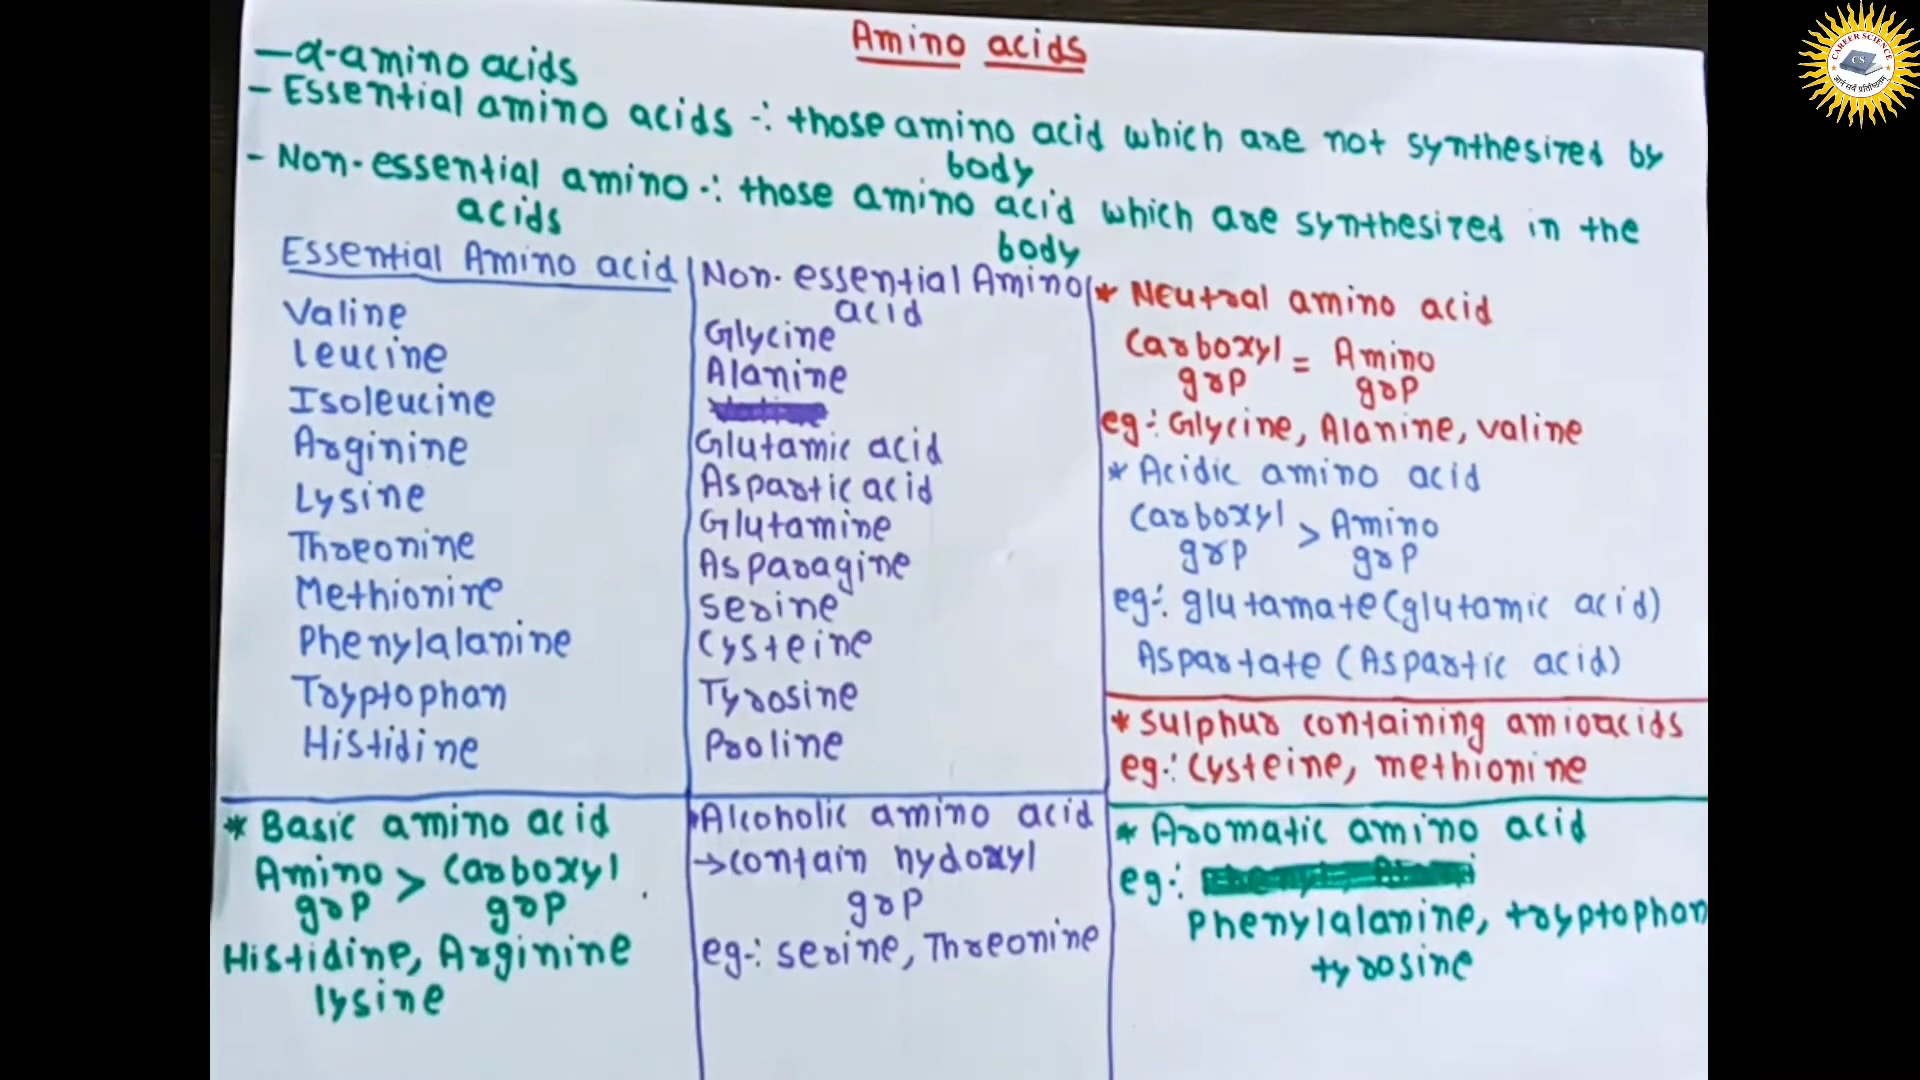 Amino acids
– α-amino acids
- Essential amino acids -: those amino acid which are not synthesized by
body
- Non-essential amino -: those amino acid which are synthesized in the
acids
body
Essential Amino acid
Valine
leucine
Isoleucine
Arginine
Lysine
Threonine
Methionine
Phenylalanine
Tryptophan
Histidine
Non-essential Amino
acid
Glycine
Alanine
Glutamic acid
Aspartic acid
Glutamine
Asparagine
serine
Cysteine
Tyrosine
Proline
* Neutral amino acid
Carboxyl = Amino
grp grp
eg-: Glycine, Alanine, valine
* Acidic amino acid
Carboxyl > Amino
grp grp
eg-: glutamate (glutamic acid)
Aspartate (Aspartic acid)
* Sulphur containing amioacids
eg-: Cysteine, methionine
* Basic amino acid
Amino > Carboxyl
grp grp
Histidine, Arginine
lysine
* Alcoholic amino acid
→ contain hydoxyl
grp
eg-: serine, Threonine
* Aromatic amino acid
eg-:
Phenylalanine, tryptophan
tyrosine
CAREER SCIENCE
CS